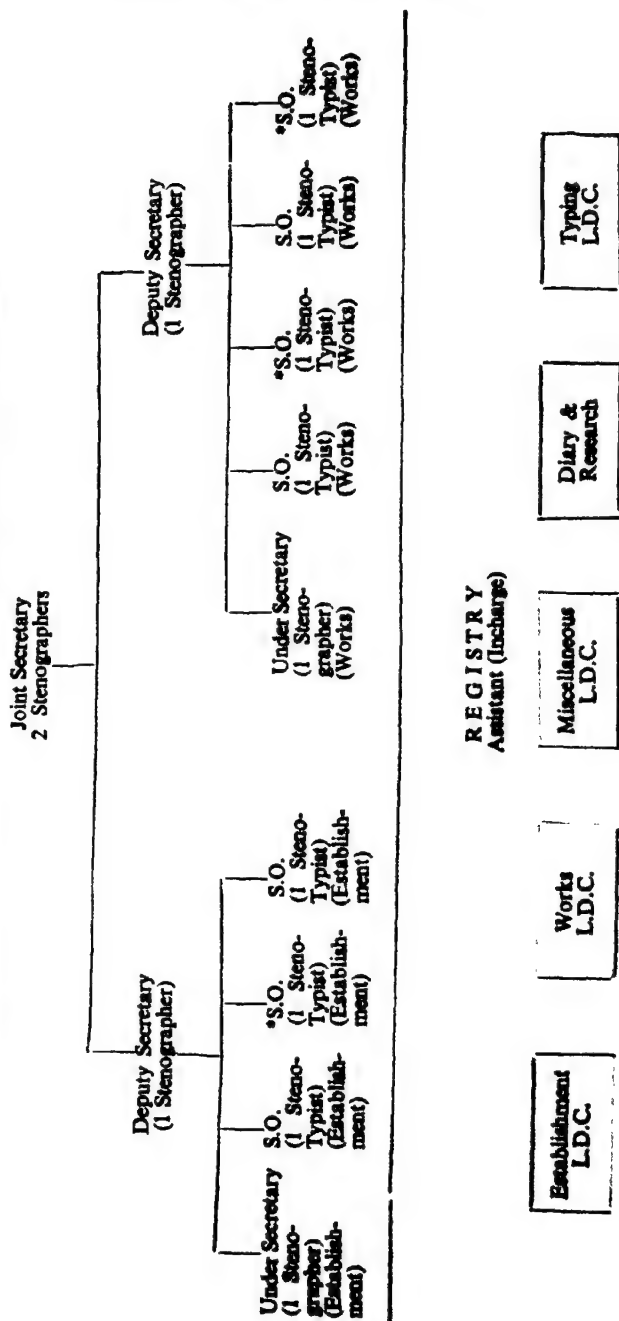 Joint Secretary
2 Stenographers
Deputy Secretary
(1 Stenographer)
Deputy Secretary
(1 Stenographer)
Under Secretary
(1 Steno-
grapher)
(Establish-
ment)
S.O.
(1 Steno-
Typist)
(Establish-
ment)
*S.O.
(1 Steno-
Typist)
(Establish-
ment)
S.O.
(1 Steno-
Typist)
(Establish-
ment)
Under Secretary
(1 Steno-
grapher)
(Works)
S.O.
(1 Steno-
Typist)
(Works)
*S.O.
(1 Steno-
Typist)
(Works)
S.O.
(1 Steno-
Typist)
(Works)
*S.O.
(1 Steno-
Typist)
(Works)
REGISTRY
Assistant (Incharge)
Establishment
L.D.C.
Works
L.D.C.
Miscellaneous
L.D.C.
Diary &
Research
Typing
L.D.C.